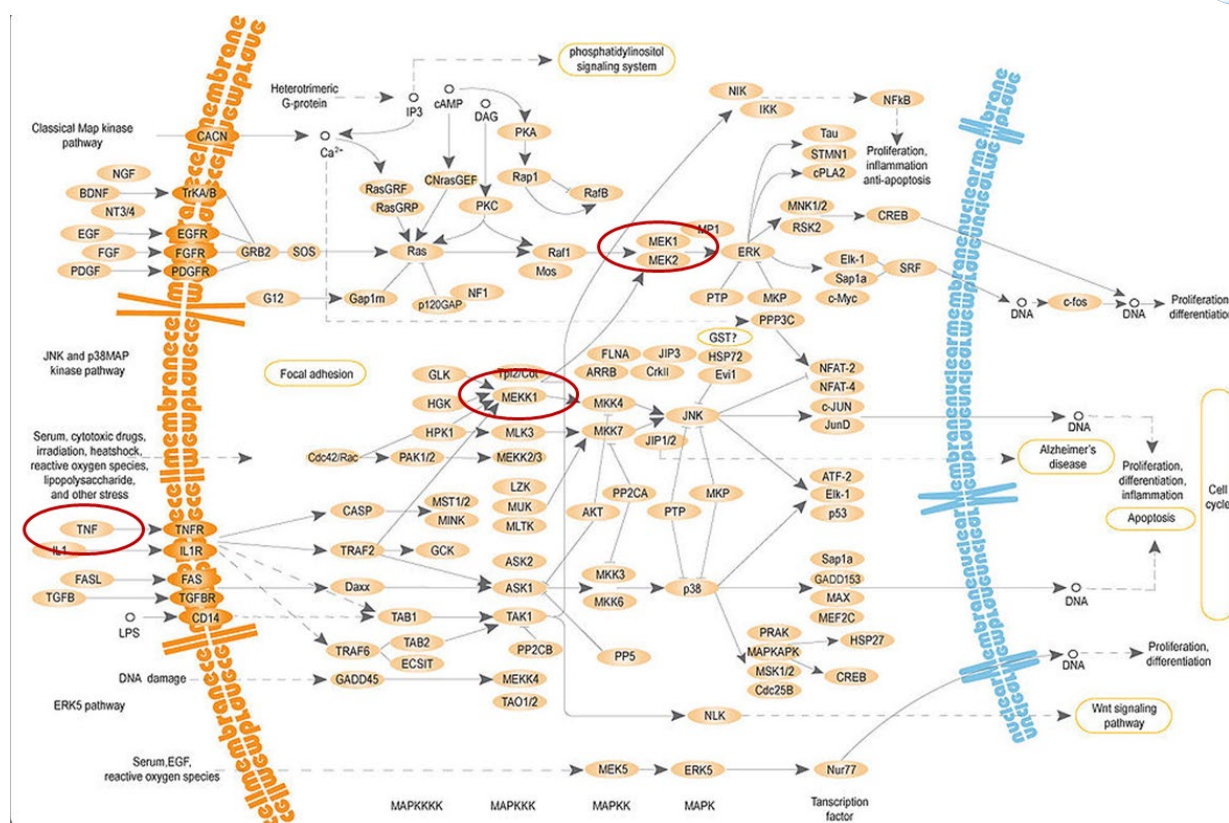 phosphatidylinositol
signaling system
Heterotrimeric
G-protein
IP3
cAMP
DAG
NIK
IKK
NFkB
Classical Map kinase
pathway
CACN
Ca2+
PKA
Tau
STMN1
cPLA2
Proliferation,
inflammation
anti-apoptosis
NGF
BDNF
NT3/4
TrKA/B
RasGRF
RasGRP
CNrasGEF
Rap1
RafB
PKC
MNK1/2
RSK2
CREB
EGF
FGF
PDGF
EGFR
FGFR
PDGFR
GRB2
SOS
Ras
Raf1
Mos
MEK1
MEK2
MP1
ERK
Elk-1
Sap1a
c-Myc
SRF
G12
Gap1m
p120GAP
NF1
PTP
MKP
PPP3C
DNA
c-fos
DNA
Proliferation,
differentiation
JNK and p38MAP
kinase pathway
Focal adhesion
GLK
HGK
Tpl2/Cot
MEKK1
FLNA
ARRB
JIP3
CrkII
GST?
HSP72
Evi1
NFAT-2
NFAT-4
c-JUN
JunD
MKK4
MKK7
JNK
JIP1/2
DNA
HPK1
MLK3
Cdc42/Rac
PAK1/2
MEKK2/3
Serum, cytotoxic drugs,
irradiation, heatshock,
reactive oxygen species,
lipopolysaccharide,
and other stress
Alzheimer's
disease
Proliferation,
differentiation,
inflammation
Apoptosis
Cell
cycle
LZK
MUK
MLTK
AKT
PP2CA
PTP
MKP
ATF-2
Elk-1
p53
TNF
IL1
TNFR
IL1R
CASP
MST1/2
MINK
TRAF2
GCK
ASK2
FASL
TGFB
FAS
TGFBR
Daxx
ASK1
MKK3
MKK6
p38
Sap1a
GADD153
MAX
MEF2C
DNA
LPS
CD14
TAB1
TAK1
TRAF6
TAB2
ECSIT
PP2CB
PP5
PRAK
MAPKAPK
MSK1/2
Cdc25B
HSP27
CREB
DNA
Proliferation,
differentiation
DNA damage
GADD45
MEKK4
TAO1/2
ERK5 pathway
NLK
Wnt signaling
pathway
Serum,EGF,
reactive oxygen species
MEK5
ERK5
Nur77
MAPKKKK
MAPKKK
MAPKK
MAPK
Tanscription
factor